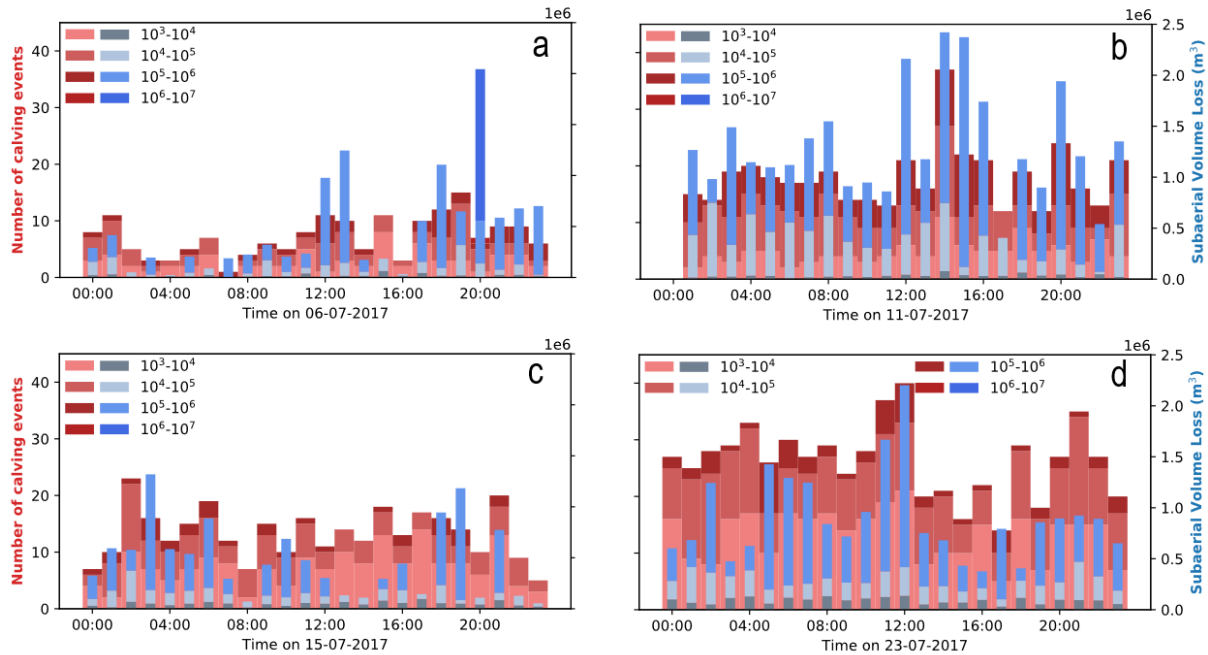 1e6
a
Number of calving events
40
30
20
10
0
10³-10⁴
10⁴-10⁵
10⁵-10⁶
10⁶-10⁷
00:00 04:00 08:00 12:00 16:00 20:00
Time on 06-07-2017
1e6
b
10³-10⁴
10⁴-10⁵
10⁵-10⁶
10⁶-10⁷
2.5
2.0
1.5
1.0
0.5
0.0
Subaerial Volume Loss (m³)
00:00 04:00 08:00 12:00 16:00 20:00
Time on 11-07-2017
1e6
c
Number of calving events
40
30
20
10
0
10³-10⁴
10⁴-10⁵
10⁵-10⁶
10⁶-10⁷
00:00 04:00 08:00 12:00 16:00 20:00
Time on 15-07-2017
1e6
d
10³-10⁴ 10⁵-10⁶
10⁴-10⁵ 10⁶-10⁷
2.5
2.0
1.5
1.0
0.5
0.0
Subaerial Volume Loss (m³)
00:00 04:00 08:00 12:00 16:00 20:00
Time on 23-07-2017